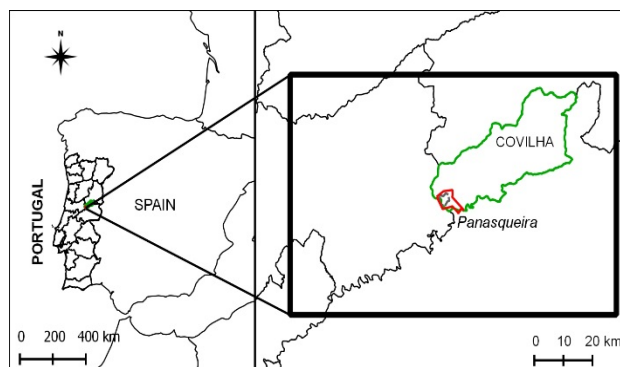 N
COVILHA
PORTUGAL
SPAIN
Panasqueira
0 200 400 km
0 10 20 km